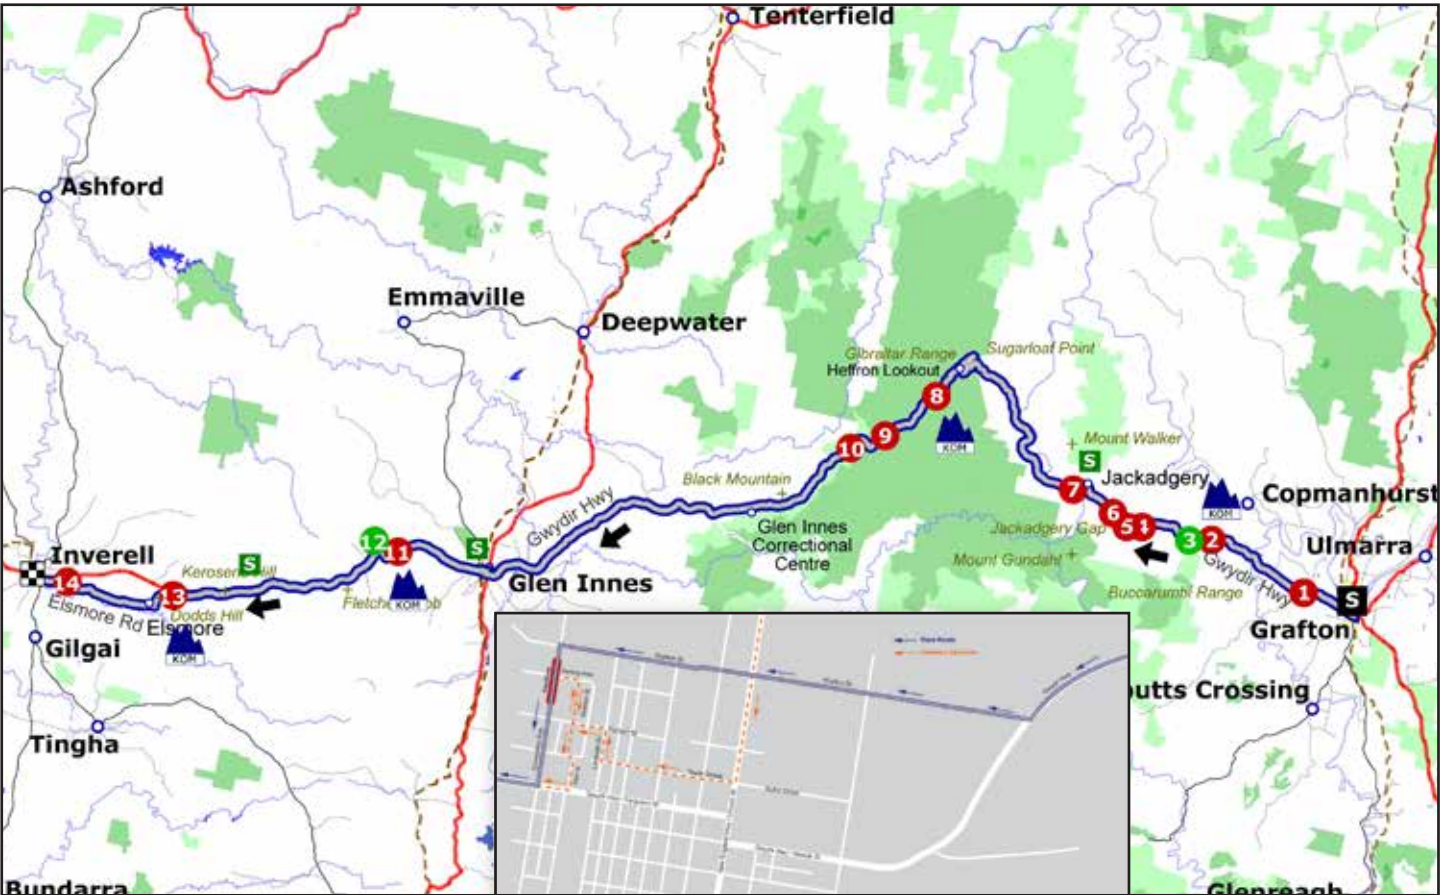 Tenterfield
Ashford
Emmaville
Deepwater
Gibraltar Range
Sugarloaf Point
Heffron Lookout
8
KOM
9
10
Mount Walker
S
Jackadgery
7
KOM
Copmanhurst
Black Mountain
6
Jackadgery Gap
5
4
3
2
Gwydir Hwy
Glen Innes
Correctional
Centre
Mount Gundahl
Gwydir Hwy
Buccarumbi Range
Ulmarra
1
S
Grafton
Inverell
14
S
Kerosene Hill
12
11
KOM
S
Glen Innes
13
Elsmore Rd
Dodds Hill
Elsmore
KOM
Gilgai
Tingha
utts Crossing
Bundarra
Glenreagh